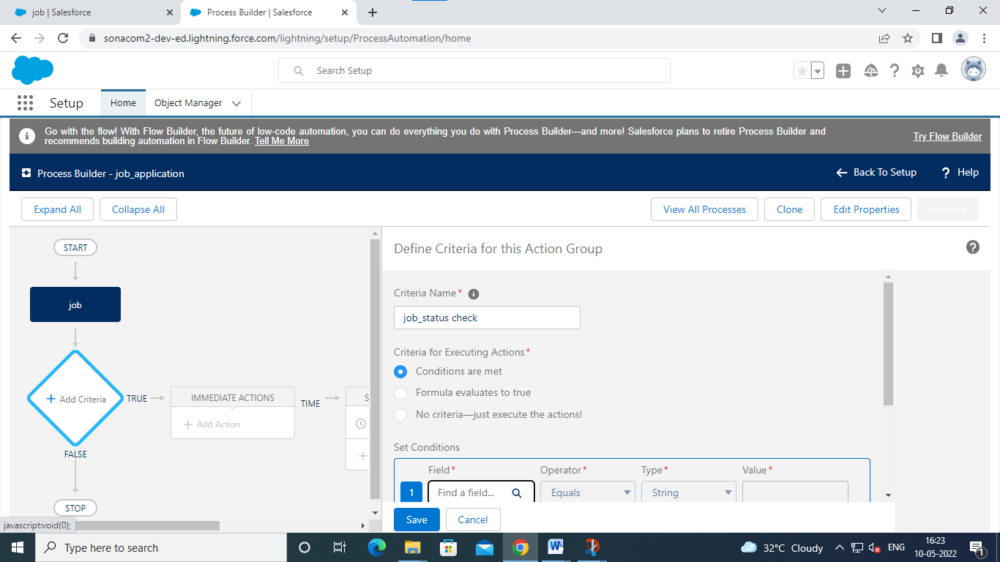 job | Salesforce
Process Builder | Salesforce
sonacom2-dev-ed.lightning.force.com/lightning/setup/ProcessAutomation/home
Search Setup
Setup
Home
Object Manager
Go with the flow! With Flow Builder, the future of low-code automation, you can do everything you do with Process Builder—and more! Salesforce plans to retire Process Builder and
recommends building automation in Flow Builder. Tell Me More
Try Flow Builder
Process Builder - job_application
Back To Setup
? Help
Expand All
Collapse All
View All Processes
Clone
Edit Properties
Activate
START
job
+ Add Criteria
TRUE
IMMEDIATE ACTIONS
+ Add Action
TIME
S
FALSE
STOP
javascript:void(0);
Define Criteria for this Action Group
Criteria Name*
job_status check
Criteria for Executing Actions*
Conditions are met
Formula evaluates to true
No criteria—just execute the actions!
Set Conditions
Field* Operator* Type* Value*
1 Find a field... Equals String
Save
Cancel
Type here to search
32°C Cloudy
ENG
16:23
10-05-2022
1